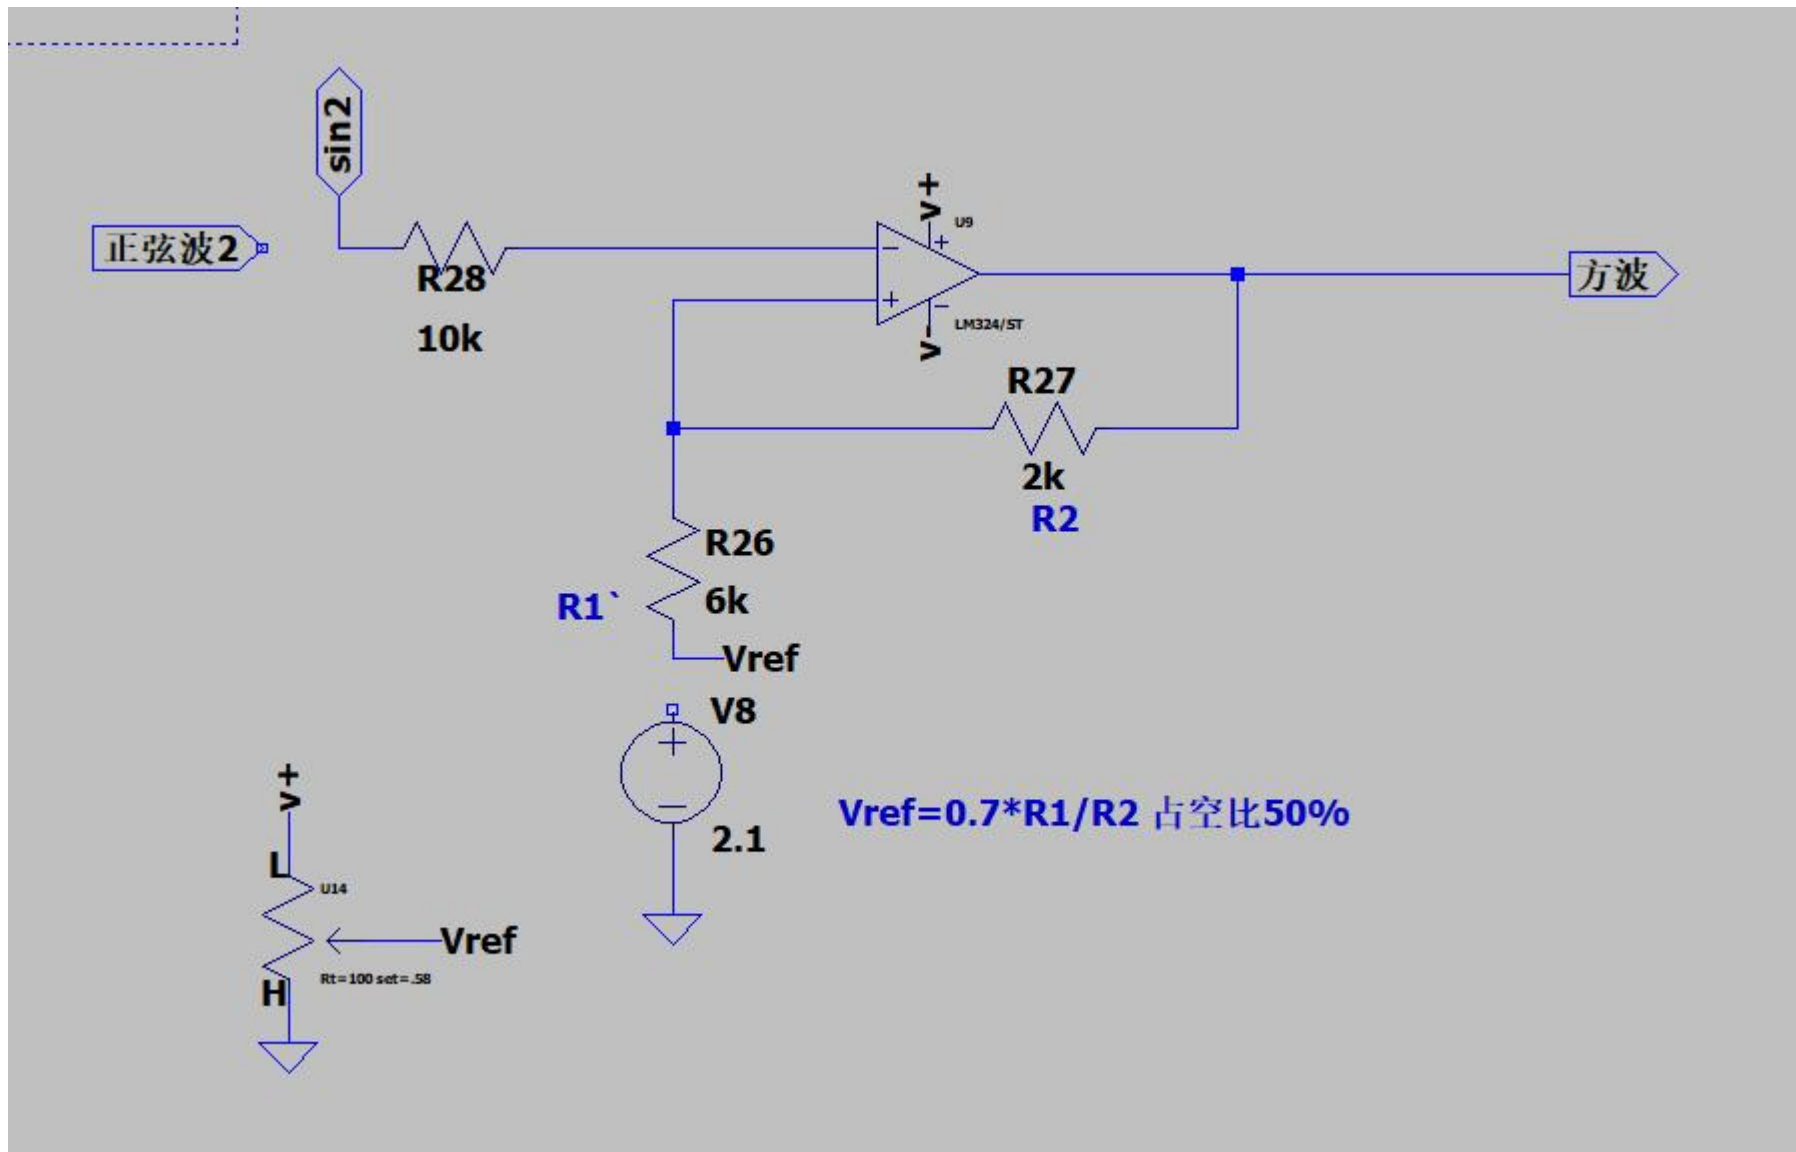 sin2
正弦波2
R28
10k
v+
U9
LM324/ST
v-
方波
R27
2k
R2
R26
6k
R1`
Vref
V8
2.1
Vref=0.7*R1/R2 占空比50%
v+
L
U14
Vref
Rt=100 set=.58
H